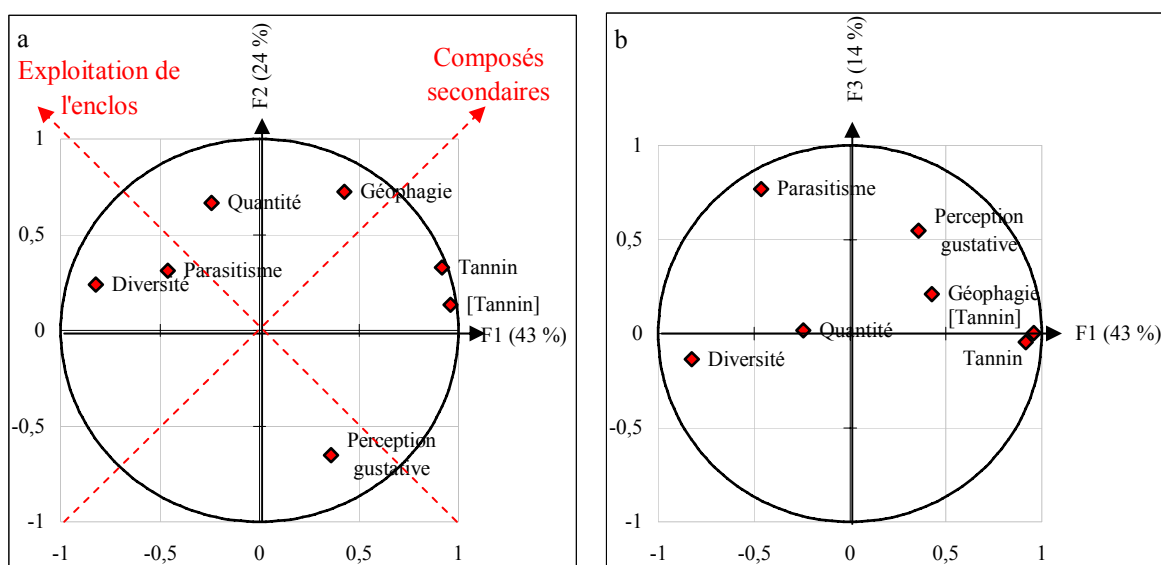 a
F2 (24 %)
Exploitation de
l'enclos
Composés
secondaires
1
Quantité
Géophagie
0,5
Parasitisme
Diversité
Tannin
[Tannin]
0
F1 (43 %)
-0,5
Perception
gustative
-1
-1
-0,5
0
0,5
1
b
F3 (14 %)
1
Parasitisme
0,5
Perception
gustative
Géophagie
[Tannin]
0
Quantité
F1 (43 %)
Diversité
Tannin
-0,5
-1
-1
-0,5
0
0,5
1